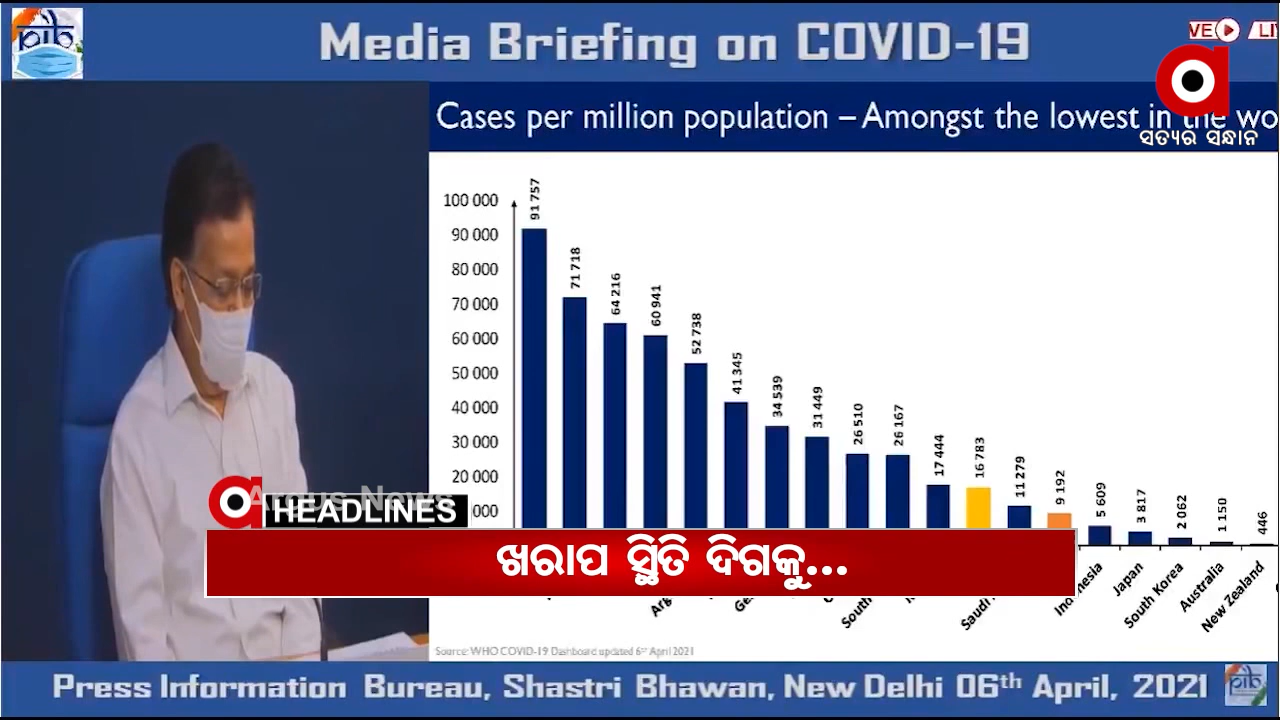 pib
Media Briefing on COVID-19
VE LI
Cases per million population – Amongst the lowest in the wo
ସତ୍ୟର ସନ୍ଧାନ
100 000
90 000
80 000
70 000
60 000
50 000
40 000
30 000
20 000
000
91 757
71 718
64 216
60 941
52 738
41 345
34 539
31 449
26 510
26 167
17 444
16 783
11 279
9 192
5 609
3 817
2 062
1 150
446
Argus News
HEADLINES
ଖରାପ ସ୍ଥିତି ଦିଗକୁ...
Japan
South Korea
Australia
New Zealand
Source: WHO COVID-19 Dashboard updated 6ᵗʰ April 2021
Press Information Bureau, Shastri Bhawan, New Delhi 06ᵗʰ April, 2021
pib